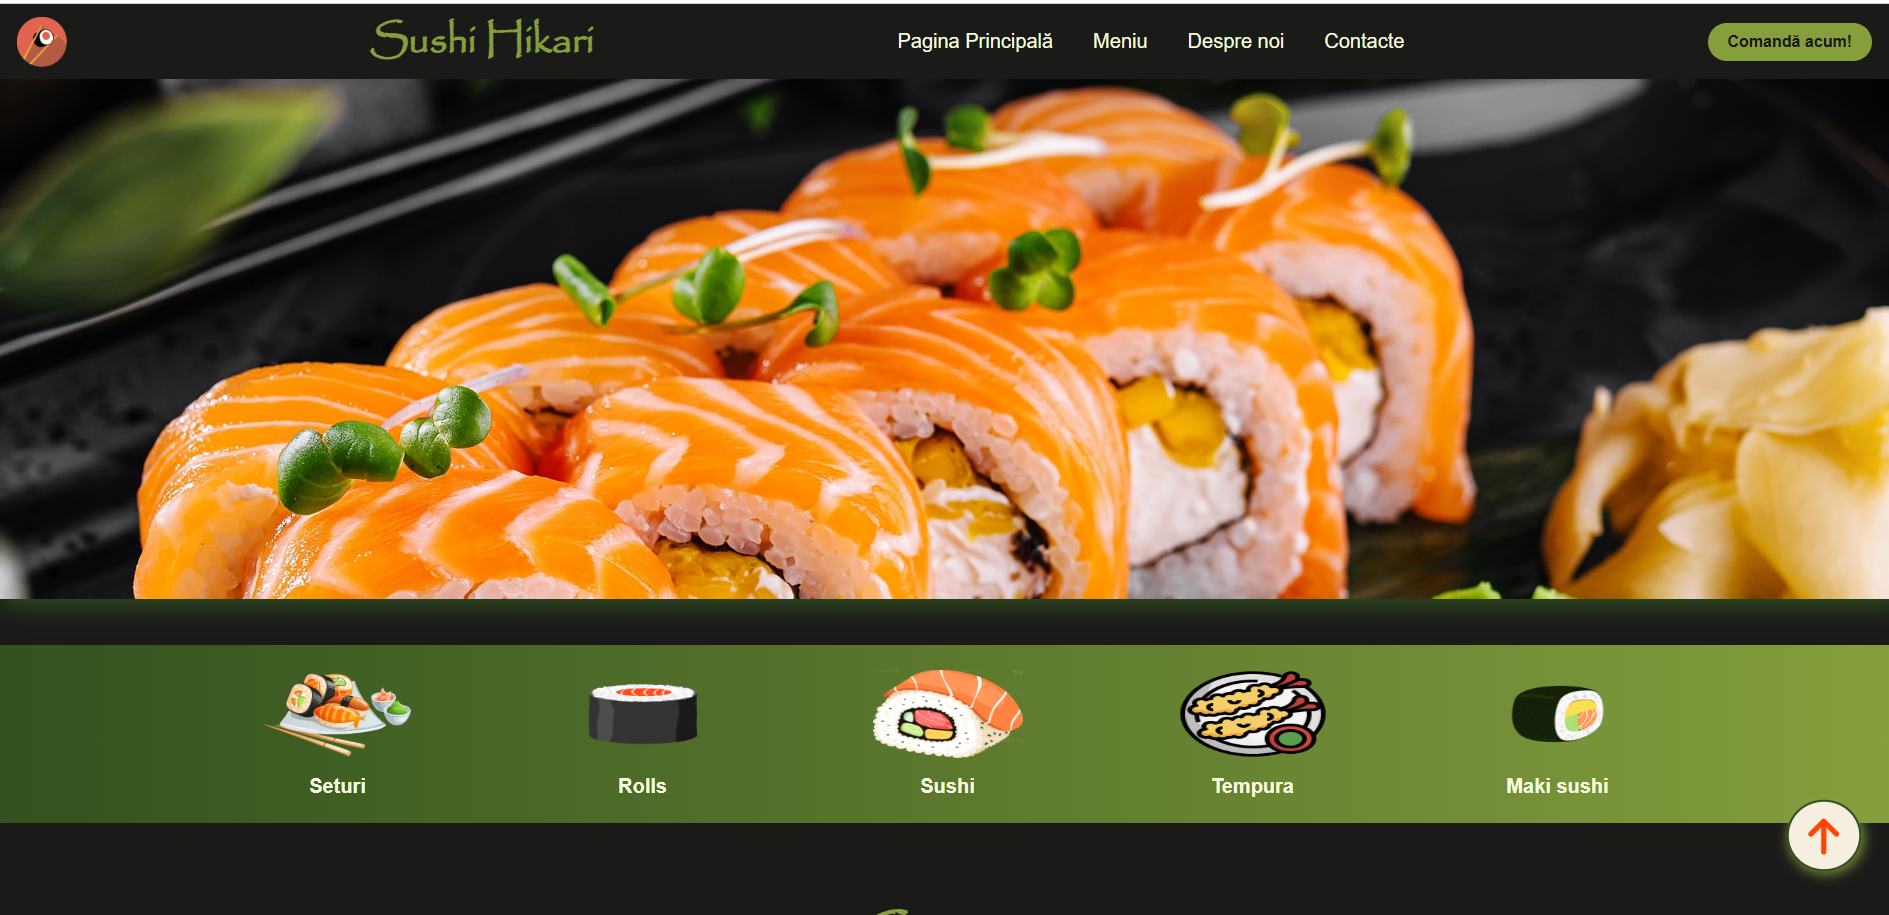 Sushi Hikari
Pagina Principală
Meniu
Despre noi
Contacte
Comandă acum!
Seturi
Rolls
Sushi
Tempura
Maki sushi